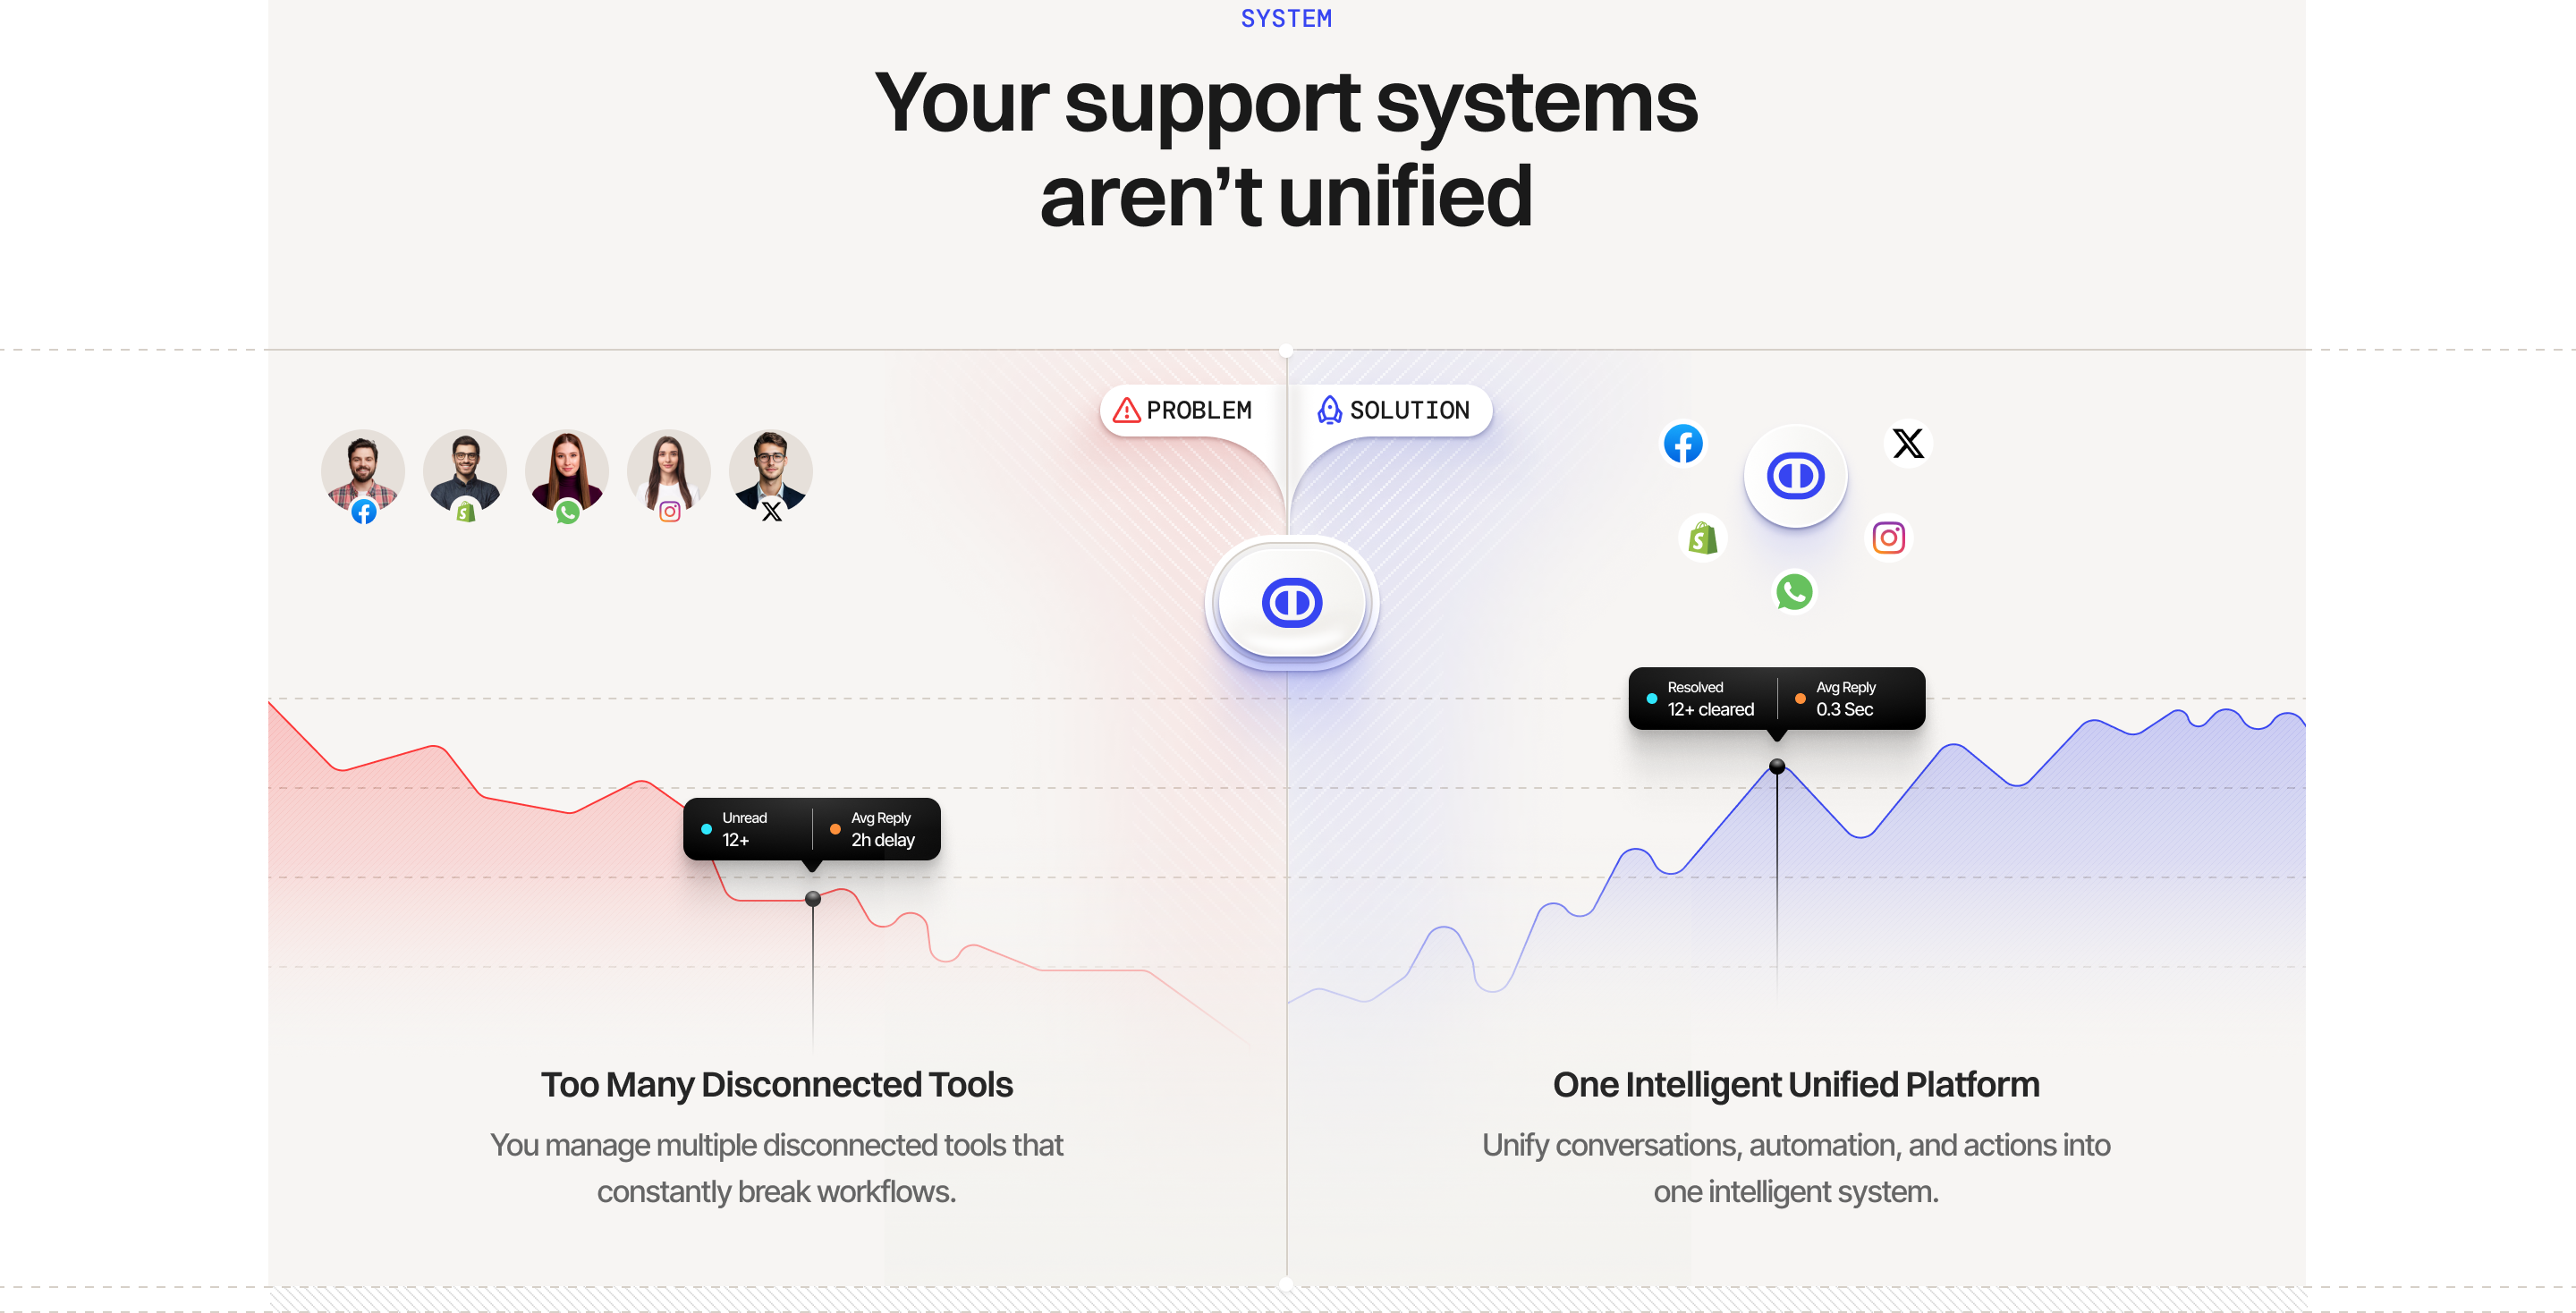 SYSTEM
Your support systems
aren’t unified
PROBLEM
SOLUTION
Resolved
12+ cleared
Avg Reply
0.3 Sec
Unread
12+
Avg Reply
2h delay
Too Many Disconnected Tools
You manage multiple disconnected tools that
constantly break workflows.
One Intelligent Unified Platform
Unify conversations, automation, and actions into
one intelligent system.